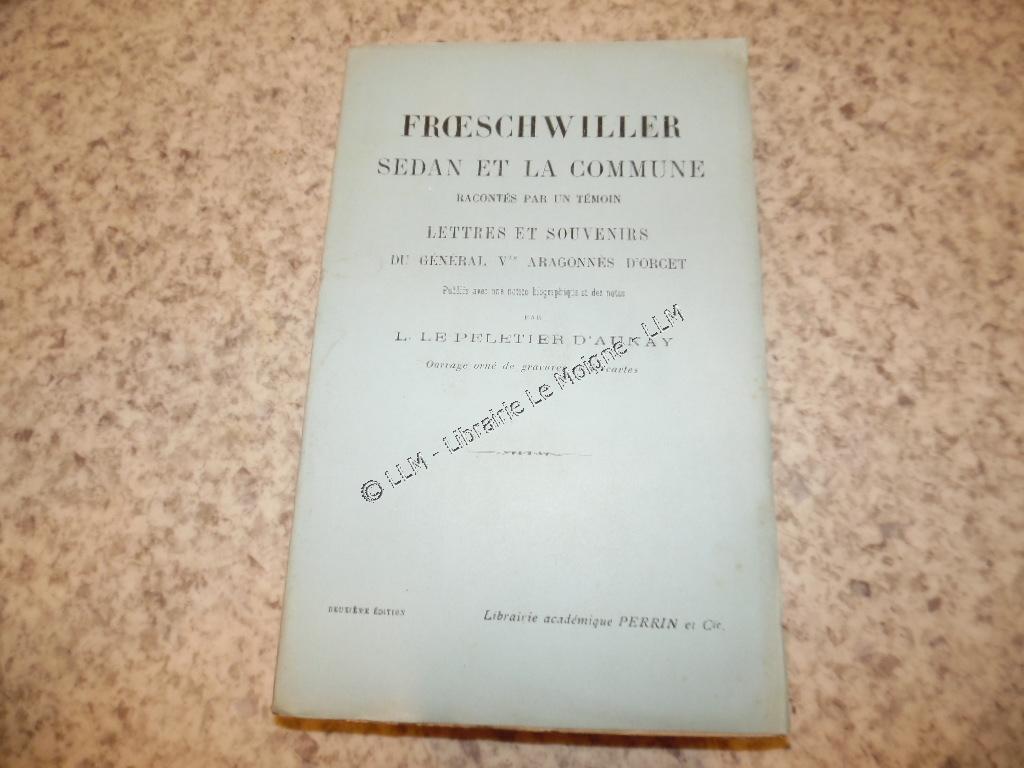 FRŒSCHWILLER
SEDAN ET LA COMMUNE
RACONTÉS PAR UN TÉMOIN
LETTRES ET SOUVENIRS
DU GÉNÉRAL Vte ARAGONNÈS D'ORCET
Publiés avec une notice biographique et des notes
PAR
L. LE PELETIER D'AUNAY
Ouvrage orné de gravures cartes
© LLM - Librairie Le Moigne - LLM
DEUXIÈME ÉDITION
Librairie académique PERRIN et Cie.